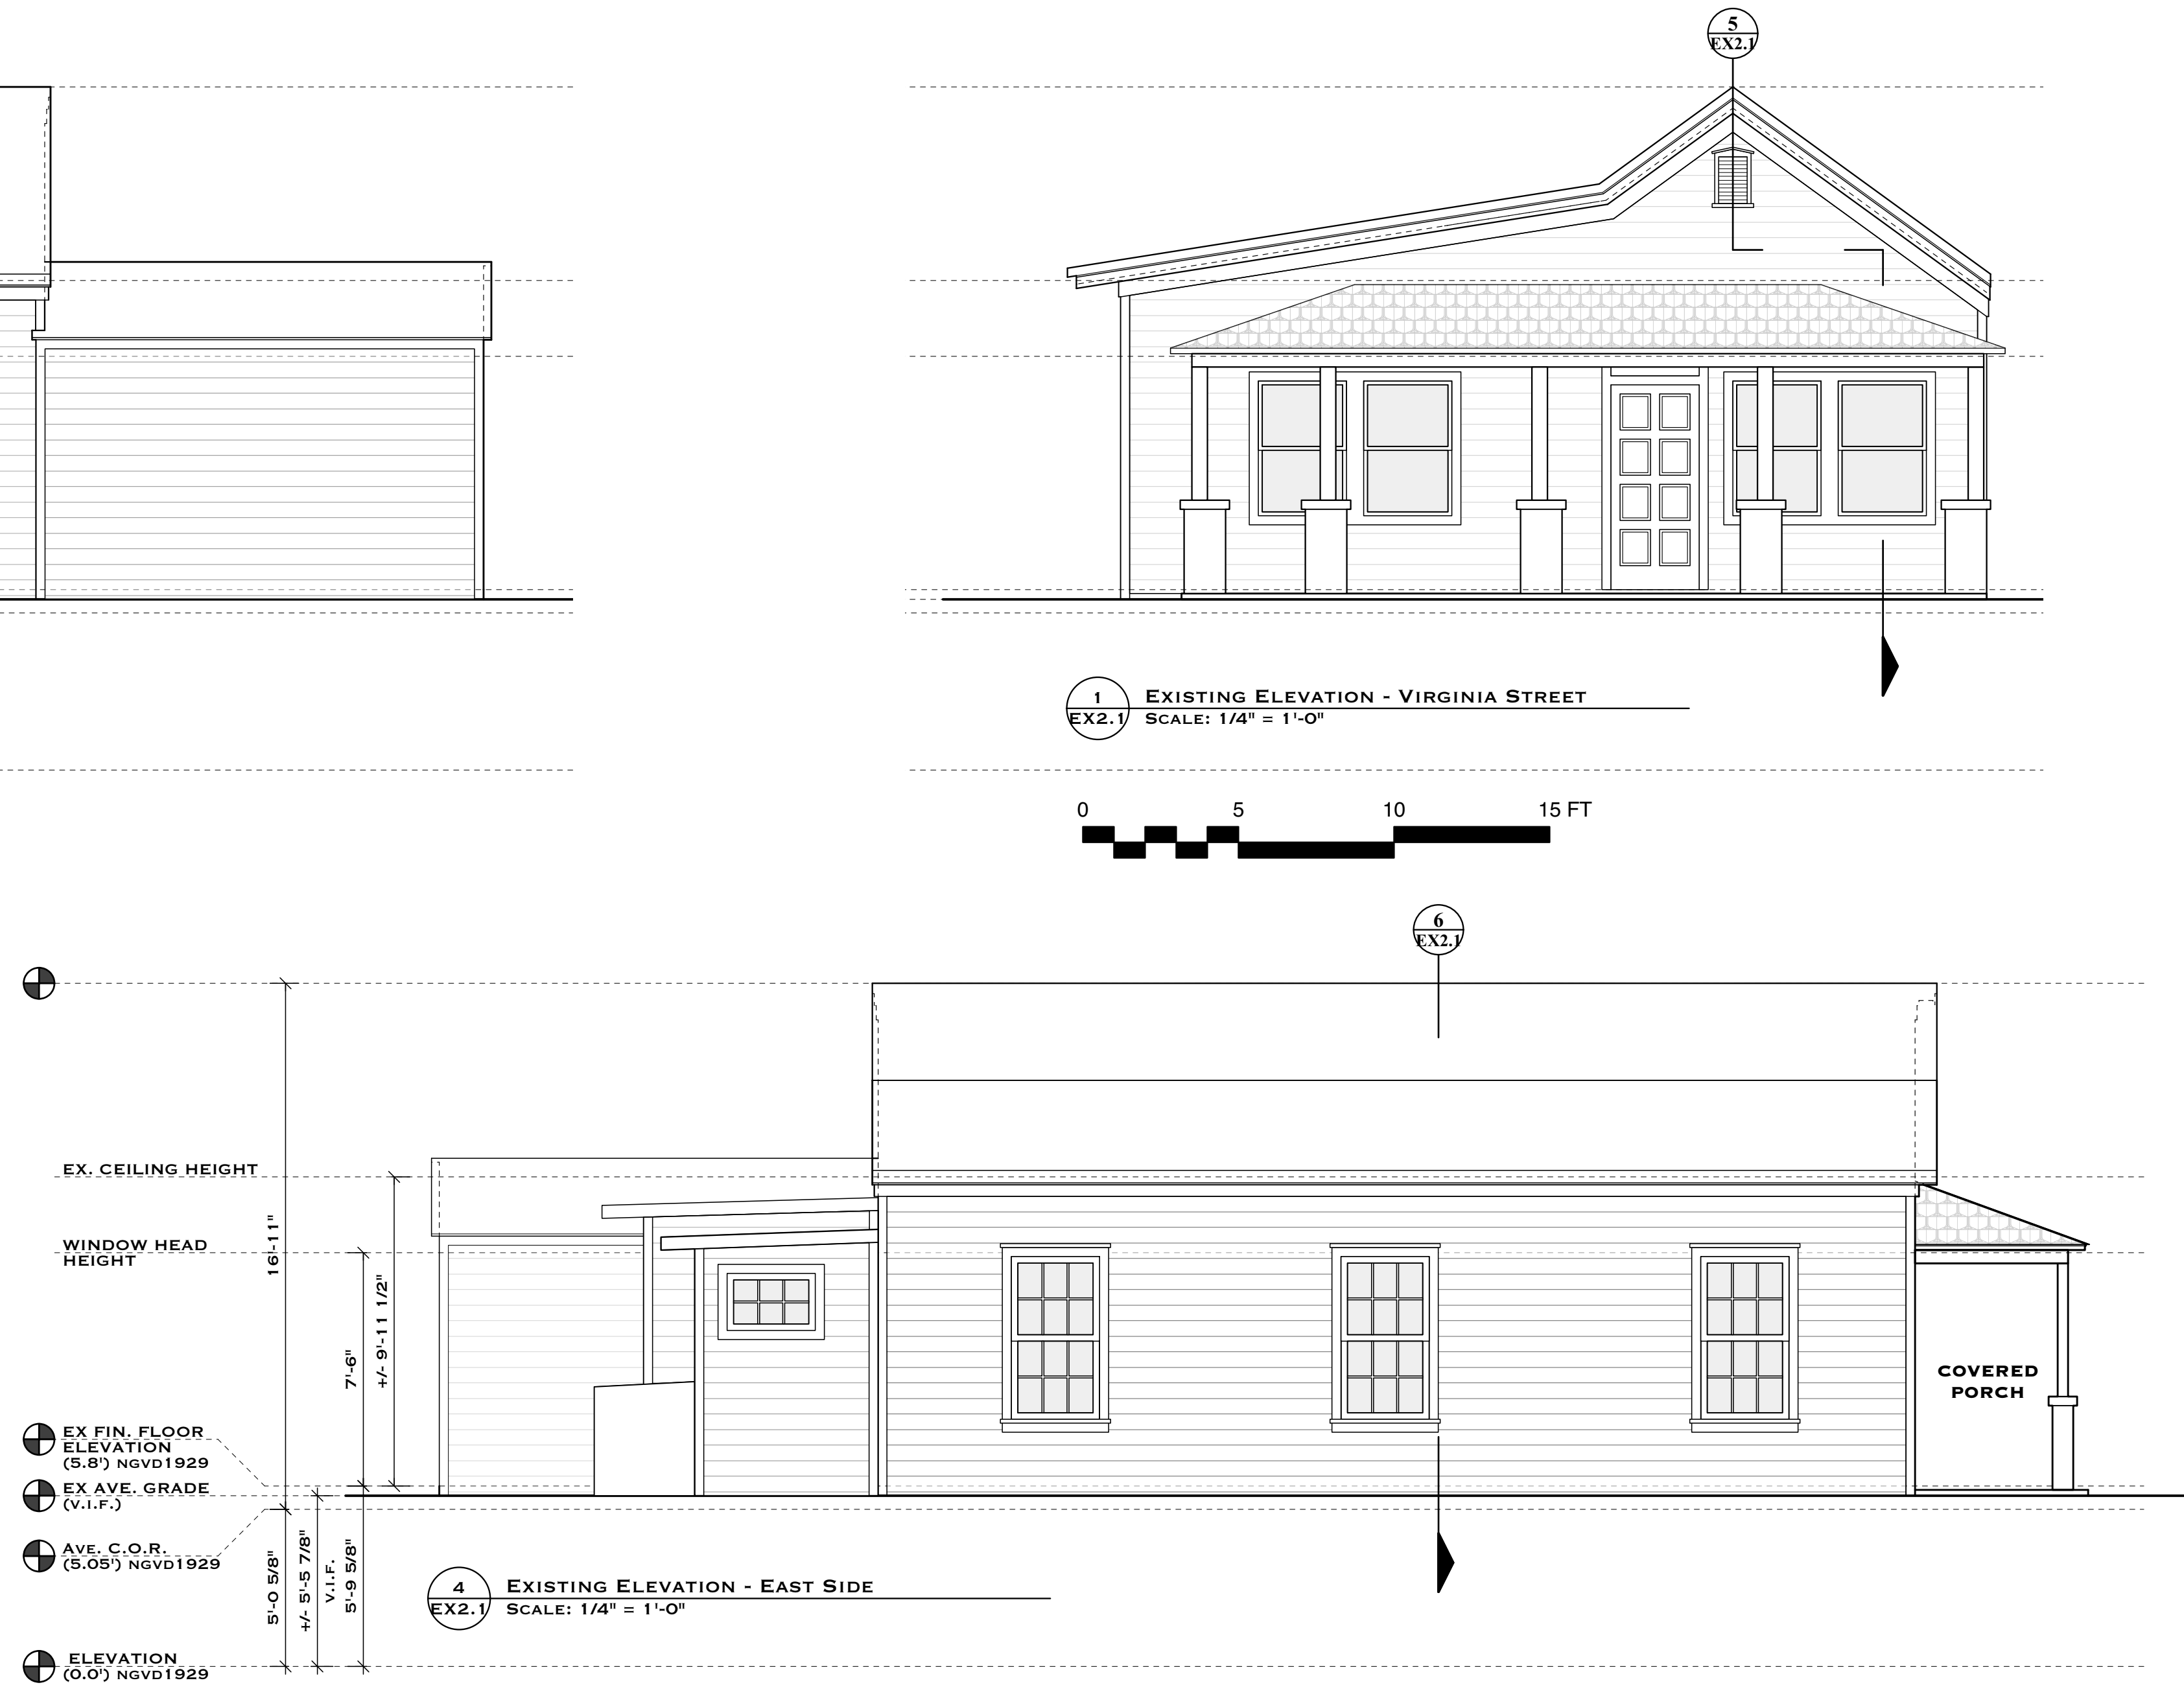 5
EX2.1
1
EX2.1
Existing Elevation - Virginia Street
Scale: 1/4" = 1'-0"
0 5 10 15 FT
6
EX2.1
EX. CEILING HEIGHT
WINDOW HEAD
HEIGHT
16'-11"
7'-6"
+/- 9'-11 1/2"
COVERED
PORCH
EX FIN. FLOOR
ELEVATION
(5.8') NGVD1929
EX AVE. GRADE
(V.I.F.)
AVE. C.O.R.
(5.05') NGVD1929
5'-0 5/8"
+/- 5'-5 7/8"
V.I.F.
5'-9 5/8"
4
EX2.1
Existing Elevation - East Side
Scale: 1/4" = 1'-0"
ELEVATION
(0.0') NGVD1929